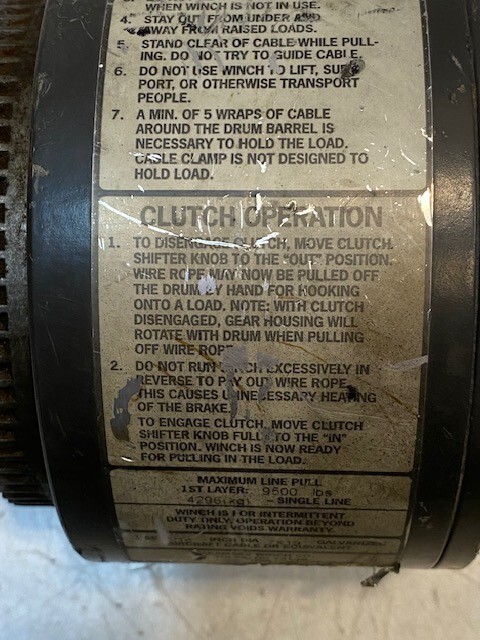 WHEN WINCH IS NOT IN USE.
4. STAY OUT FROM UNDER AND
AWAY FROM RAISED LOADS.
5. STAND CLEAR OF CABLE WHILE PULL-
ING. DO NOT TRY TO GUIDE CABLE.
6. DO NOT USE WINCH TO LIFT, SUP-
PORT, OR OTHERWISE TRANSPORT
PEOPLE.
7. A MIN. OF 5 WRAPS OF CABLE
AROUND THE DRUM BARREL IS
NECESSARY TO HOLD THE LOAD.
CABLE CLAMP IS NOT DESIGNED TO
HOLD LOAD.
CLUTCH OPERATION
1. TO DISENGAGE CLUTCH, MOVE CLUTCH
SHIFTER KNOB TO THE "OUT" POSITION.
WIRE ROPE MAY NOW BE PULLED OFF
THE DRUM BY HAND FOR HOOKING
ONTO A LOAD. NOTE: WITH CLUTCH
DISENGAGED, GEAR HOUSING WILL
ROTATE WITH DRUM WHEN PULLING
OFF WIRE ROPE
2. DO NOT RUN WINCH EXCESSIVELY IN
REVERSE TO PAY OUT WIRE ROPE.
THIS CAUSES UNNECESSARY HEATING
OF THE BRAKE.
TO ENGAGE CLUTCH, MOVE CLUTCH
SHIFTER KNOB FULLY TO THE "IN"
POSITION. WINCH IS NOW READY
FOR PULLING IN THE LOAD.
MAXIMUM LINE PULL
1ST LAYER: 9500 lbs
4296(kg) - SINGLE LINE
WINCH IS FOR INTERMITTENT
DUTY ONLY, OPERATION BEYOND
RATING VOIDS WARRANTY.
USE INCH DIA GALVANIZED
AIRCRAFT CABLE OR EQUIVALENT